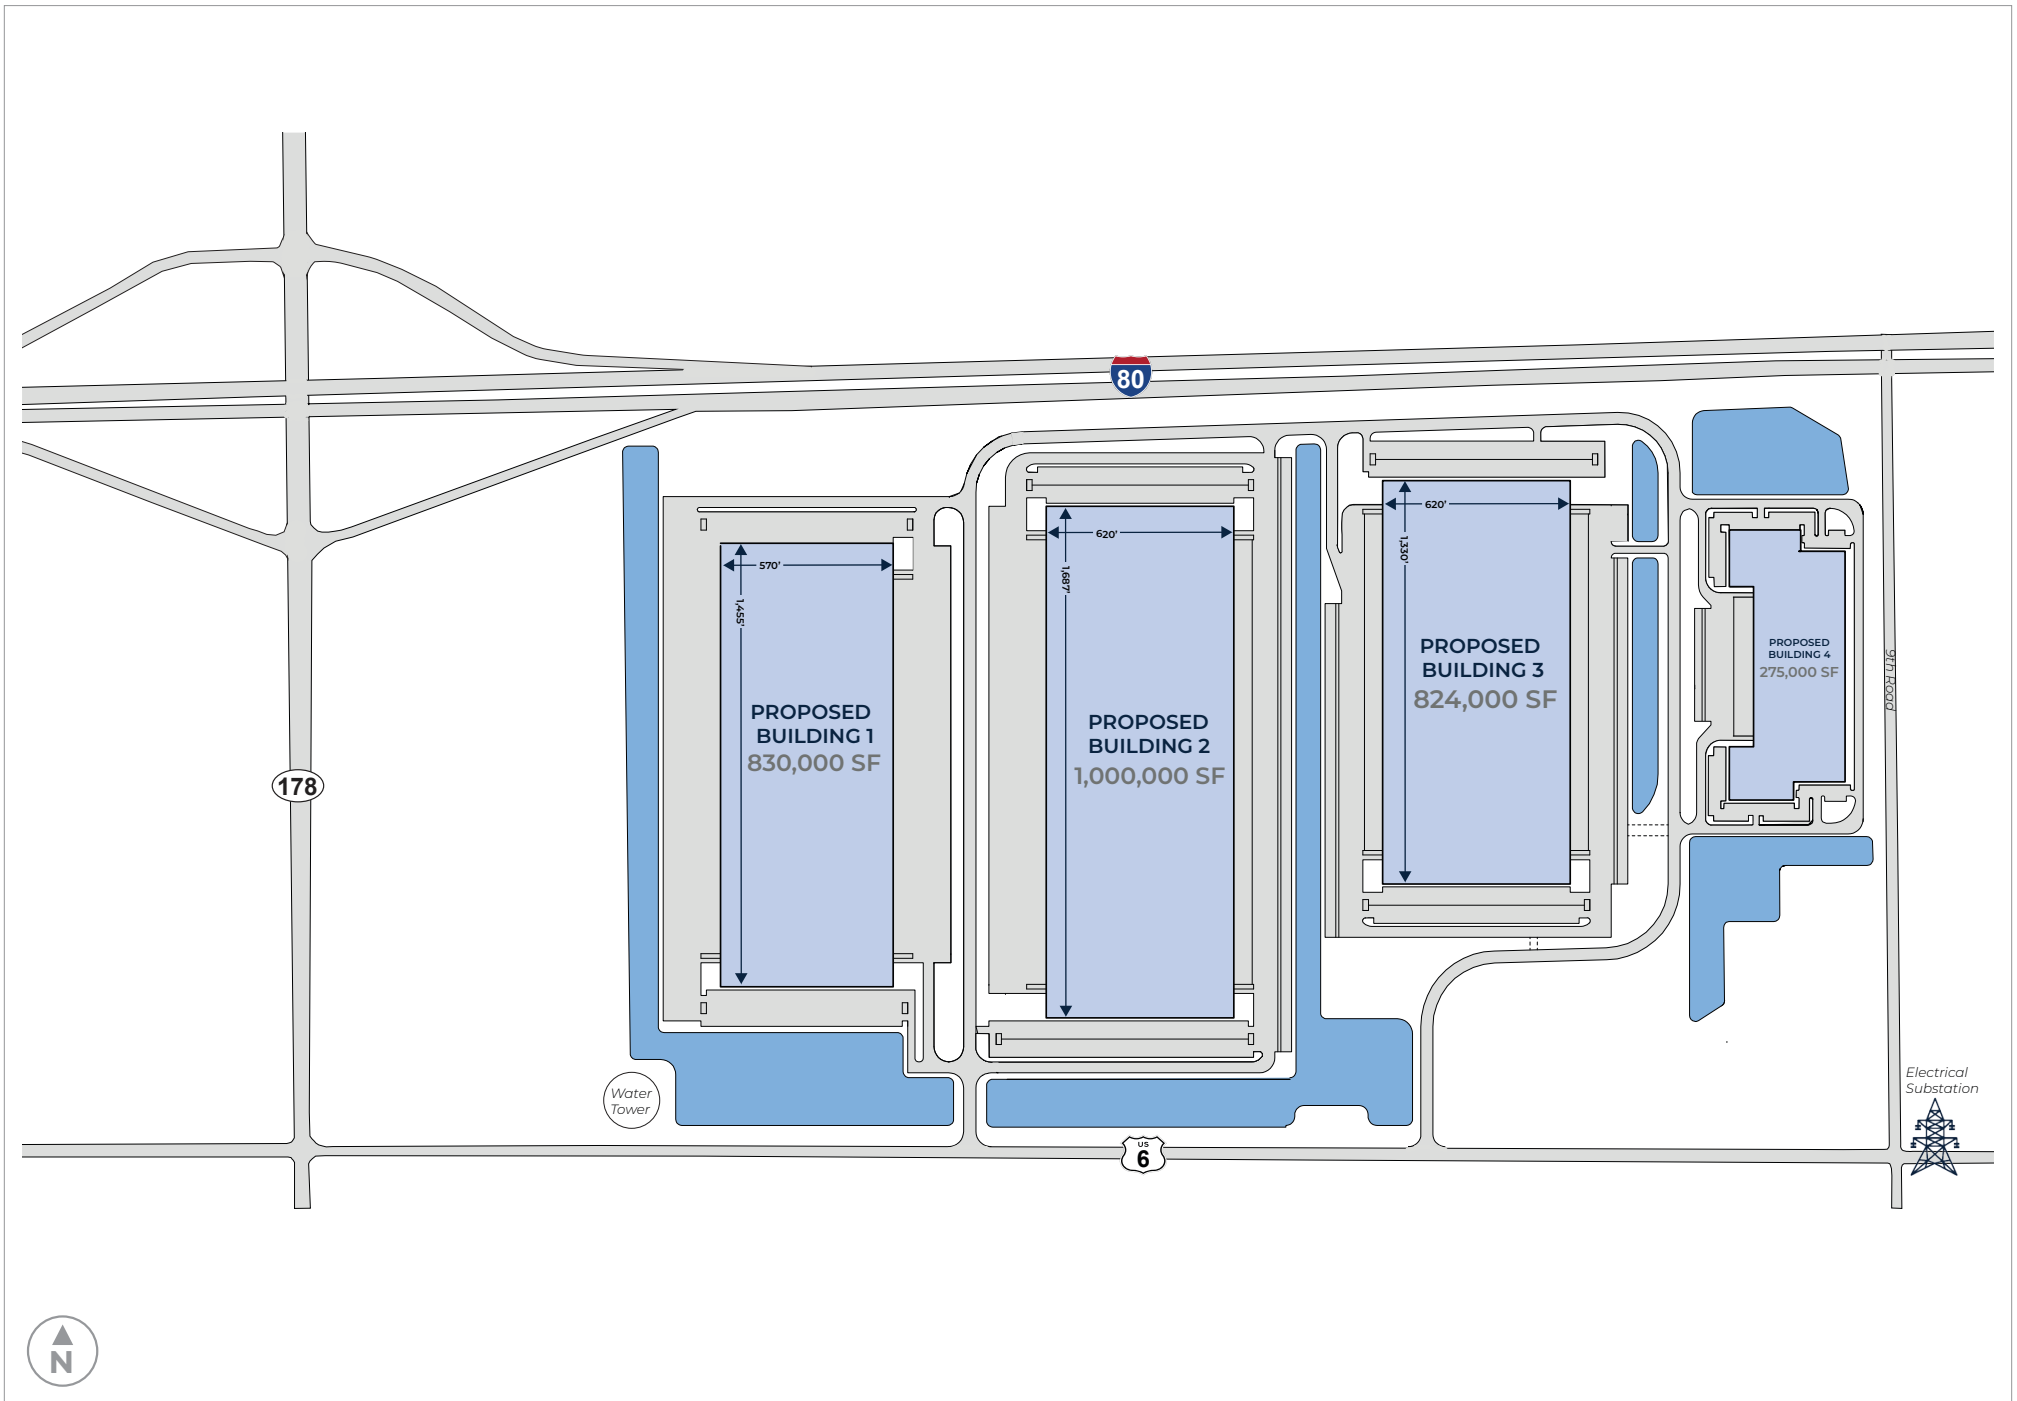 80
620'
1,330'
620'
1,687'
570'
1,455'
PROPOSED
BUILDING 1
830,000 SF
PROPOSED
BUILDING 2
1,000,000 SF
PROPOSED
BUILDING 3
824,000 SF
PROPOSED
BUILDING 4
275,000 SF
9th Road
178
Water
Tower
US
6
Electrical
Substation
N